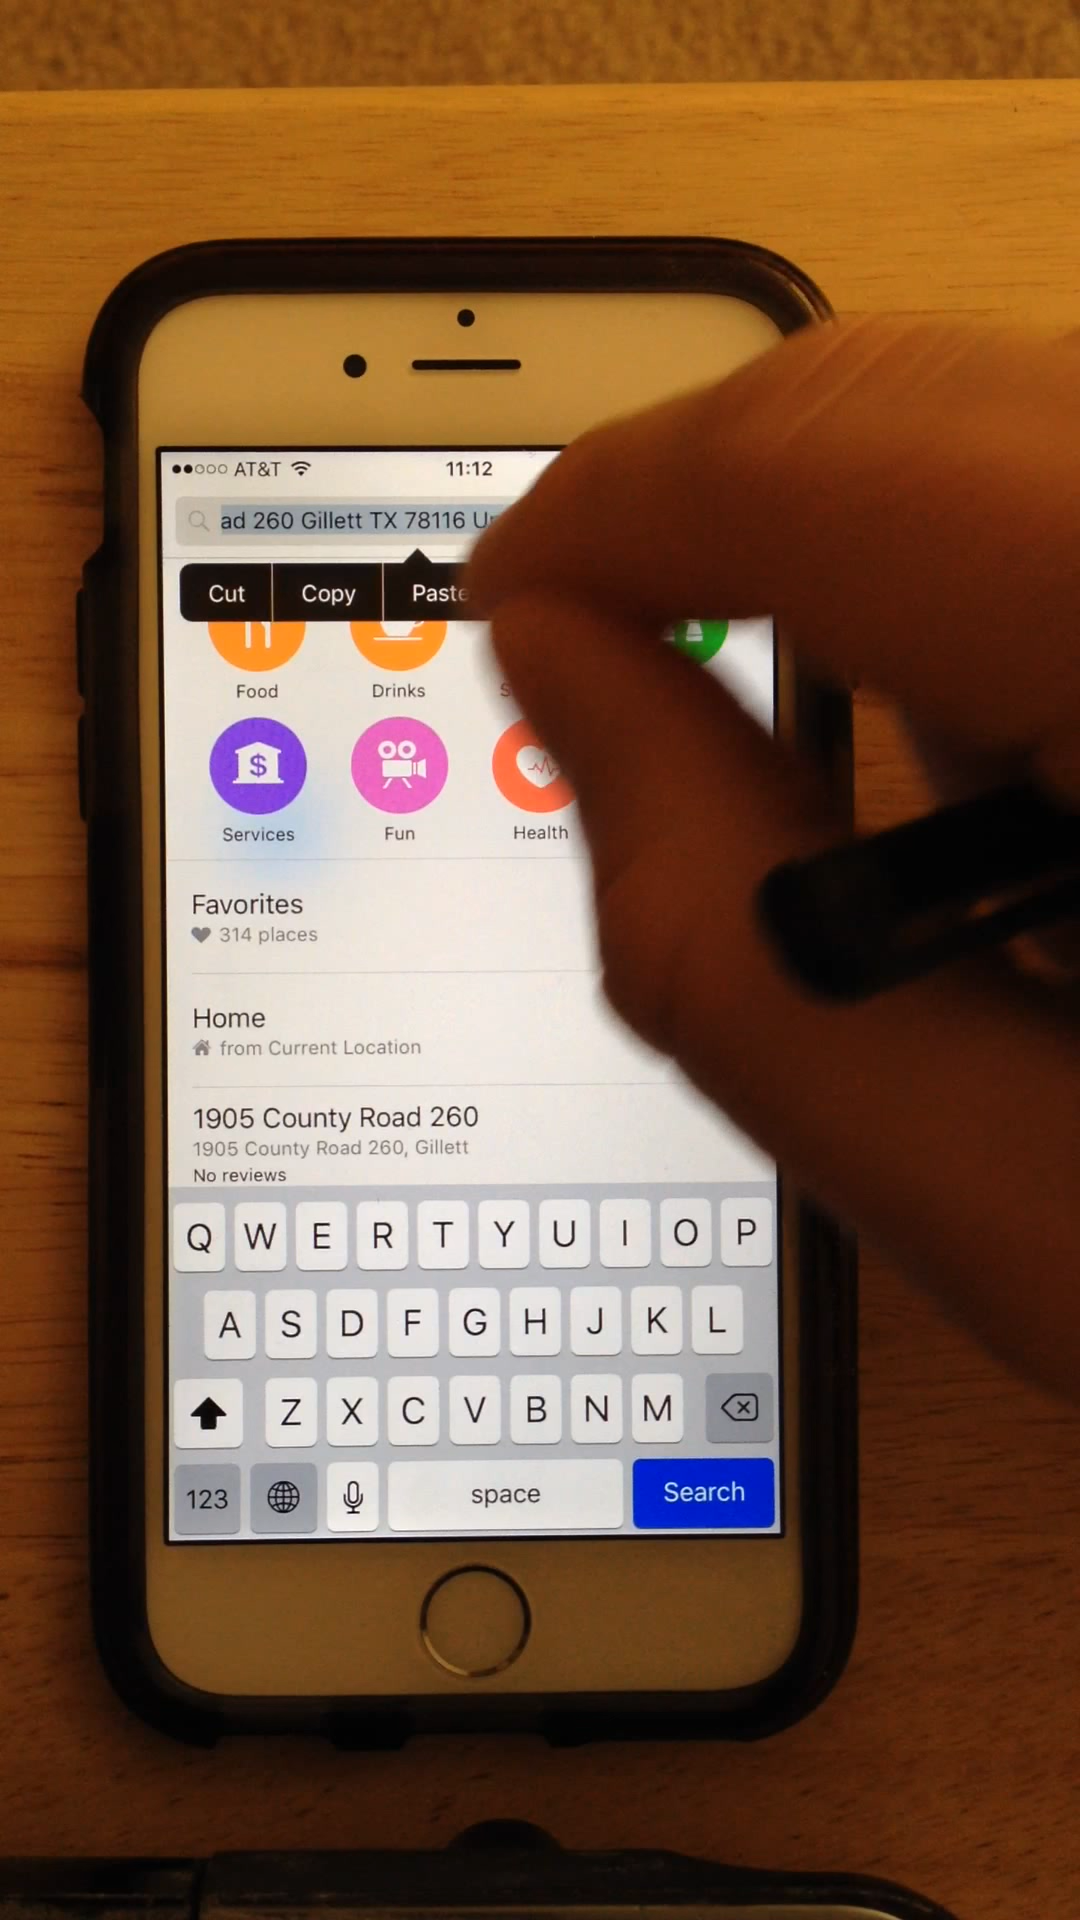 AT&T 11:12
ad 260 Gillett TX 78116
Cut Copy Paste
Food Drinks
Services Fun Health
Favorites
314 places
Home
from Current Location
1905 County Road 260
1905 County Road 260, Gillett
No reviews
Q W E R T Y U I O P
A S D F G H J K L
Z X C V B N M
123 space Search